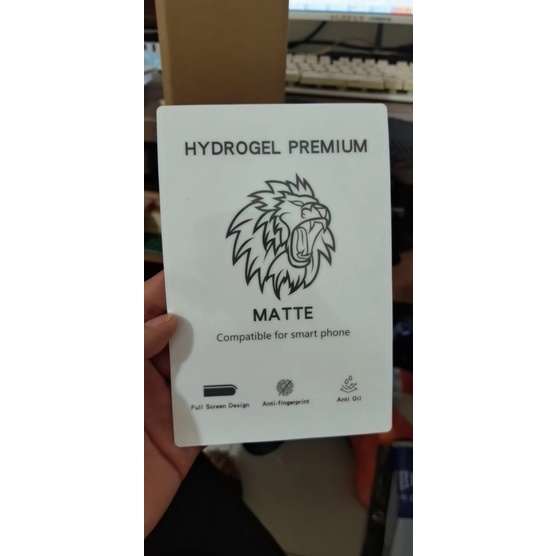 HYDROGEL PREMIUM
MATTE
Compatible for smart phone
Full Screen Design
Anti-fingerprint
Anti Oil